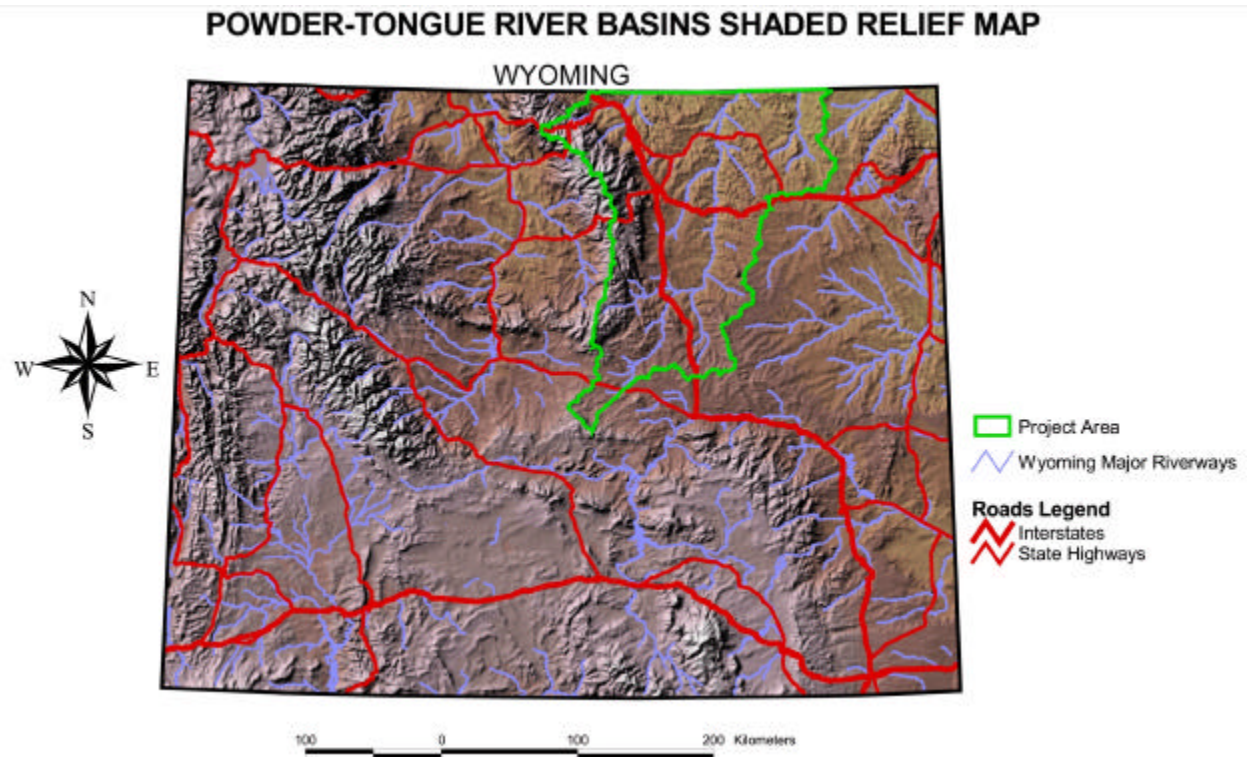 POWDER-TONGUE RIVER BASINS SHADED RELIEF MAP
WYOMING
N
W E
S
Project Area
Wyoming Major Riverways
Roads Legend
Interstates
State Highways
100 0 100 200 Kilometers